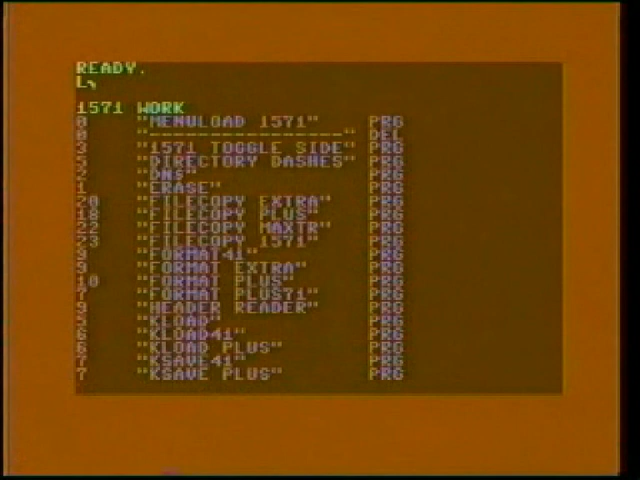 READY.
1571 WORK
0 "MENULOAD 1571" PRG
0 "----------------" DEL
3 "1571 TOGGLE SIDE" PRG
5 "DIRECTORY DASHES" PRG
2 "DNS" PRG
1 "ERASE" PRG
20 "FILECOPY EXTRA" PRG
18 "FILECOPY PLUS" PRG
22 "FILECOPY MAXTR" PRG
23 "FILECOPY 1571" PRG
9 "FORMAT41" PRG
9 "FORMAT EXTRA" PRG
10 "FORMAT PLUS" PRG
7 "FORMAT PLUS71" PRG
9 "HEADER READER" PRG
5 "KLOAD" PRG
6 "KLOAD41" PRG
6 "KLOAD PLUS" PRG
7 "KSAVE41" PRG
7 "KSAVE PLUS" PRG